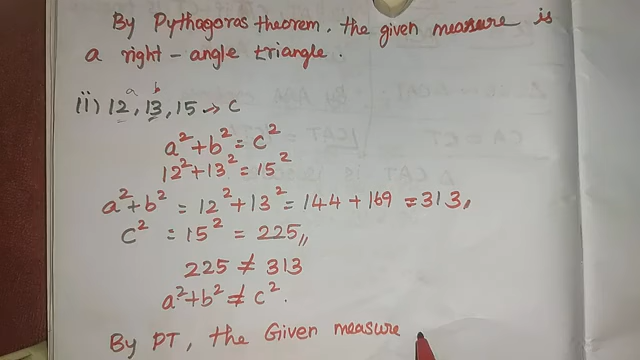 By Pythagoras theorem, the given measure is
a right-angle triangle.
a b
(ii) 12, 13, 15 → c
a² + b² = c²
12² + 13² = 15²
a² + b² = 12² + 13² = 144 + 169 = 313,,
c² = 15² = 225,,
225 ≠ 313
a² + b² ≠ c².
By PT, the Given measure